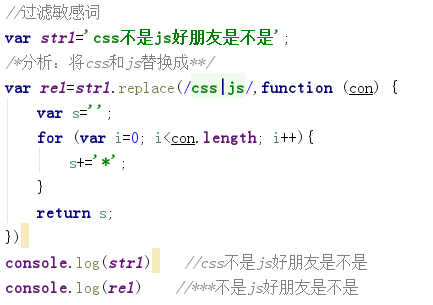 //过滤敏感词
var str1='css不是js好朋友是不是';
/*分析：将css和js替换成**/
var re1=str1.replace(/css|js/,function (con) {
var s='';
for (var i=0; i<con.length; i++){
s+='*';
}
return s;
})
console.log(str1)    //css不是js好朋友是不是
console.log(re1)    //***不是js好朋友是不是